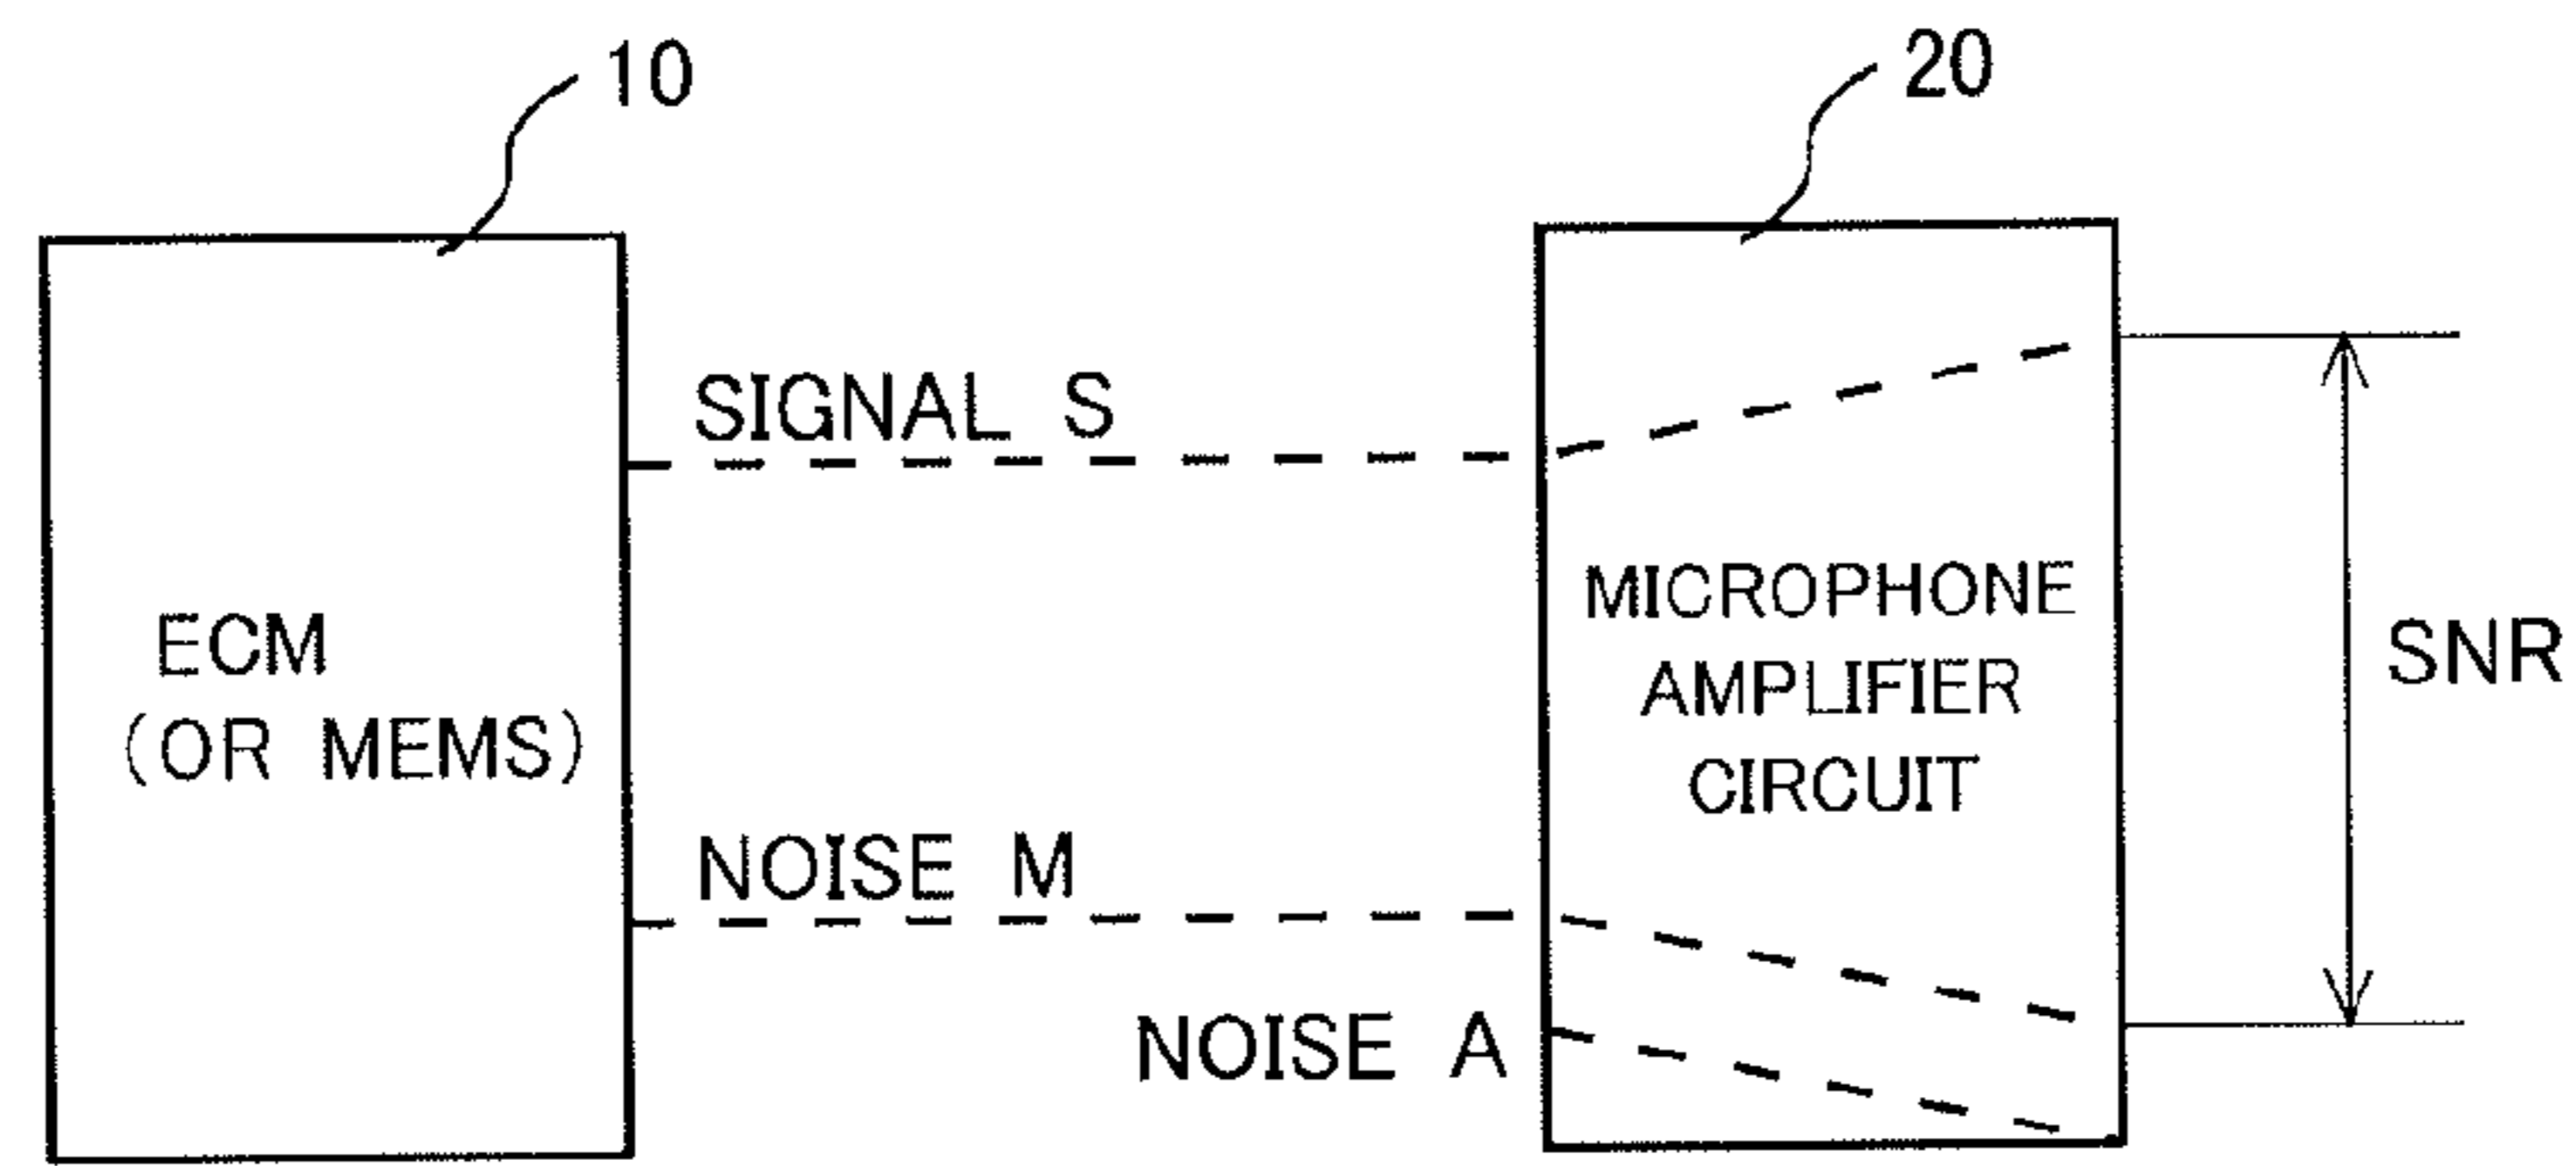 10
20
SIGNAL S
ECM
(OR MEMS)
MICROPHONE
AMPLIFIER
CIRCUIT
SNR
NOISE M
NOISE A